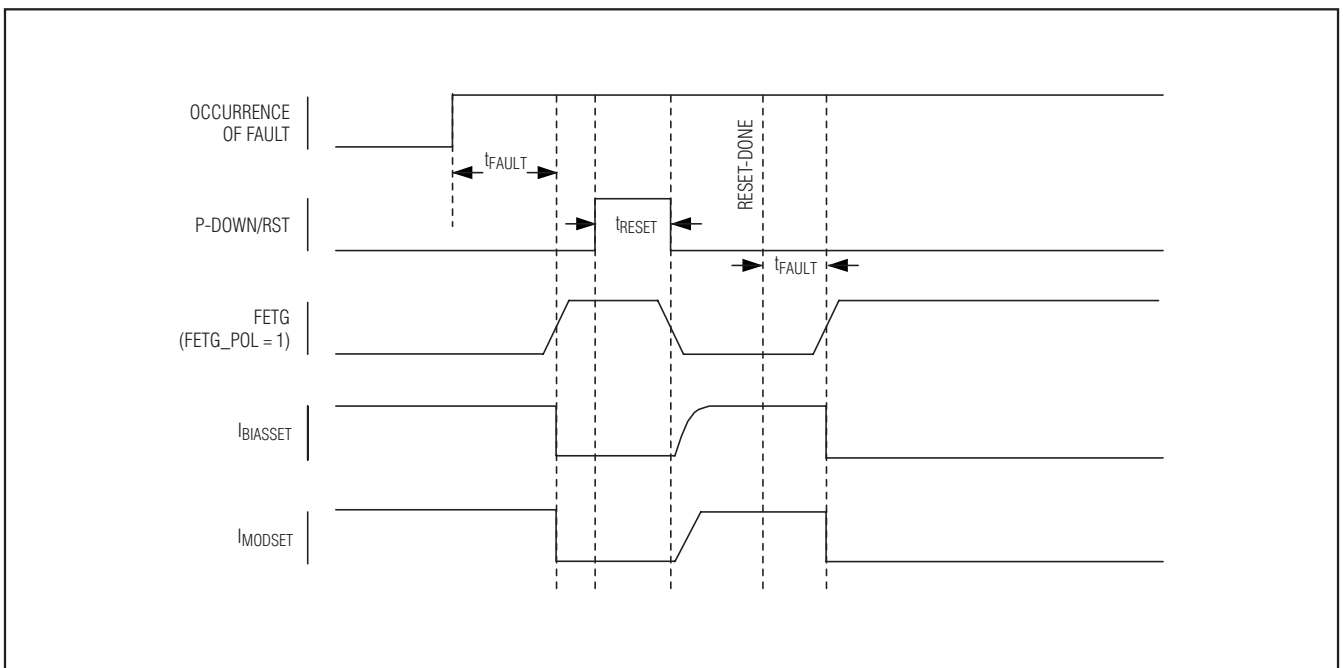 OCCURRENCE
OF FAULT
tFAULT
RESET-DONE
P-DOWN/RST
tRESET
tFAULT
FETG
(FETG_POL = 1)
IBIASSET
IMODSET